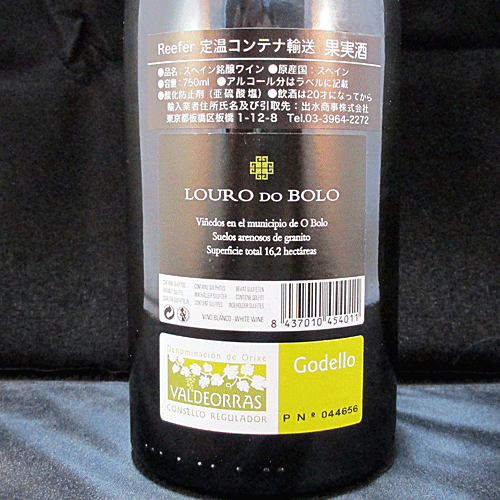 Reefer 定温コンテナ輸送 果実酒
●品名:スペイン銘醸ワイン ●原産国:スペイン
●容量:750ml ●アルコール分はラベルに記載
●酸化防止剤(亜硫酸塩) ●飲酒は20才になってから
輸入業者住所氏名及び引取先:出水商事株式会社
東京都板橋区板橋 1-12-8 Tel.03-3964-2272
LOURO DO BOLO
Viñedos en el municipio de O Bolo
Suelos arenosos de granito
Superficie total 16,2 hectáreas
VINO BLANCO - WHITE WINE
8 437010 454011
Denominación de Orixe
VALDEORRAS
CONSELLO REGULADOR
Godello
P Nº 044656